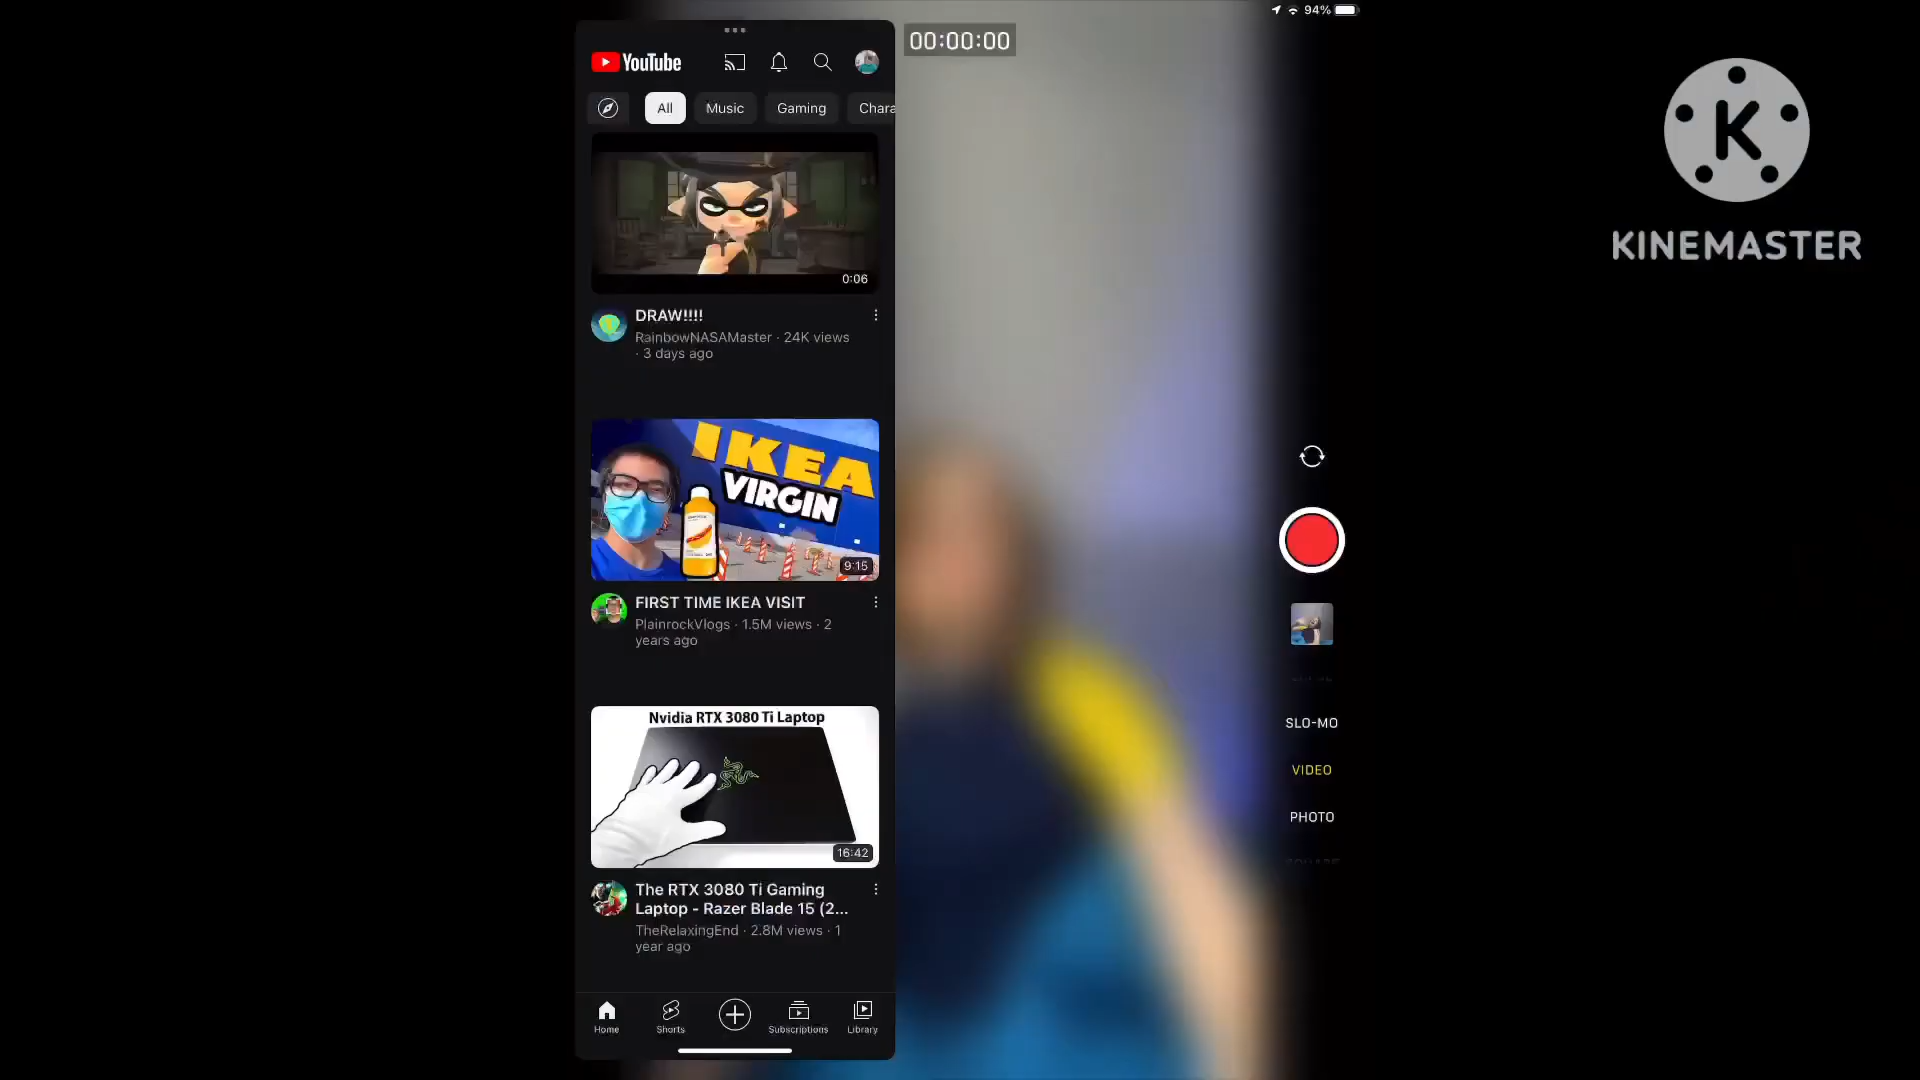 94%
00:00:00
YouTube
All
Music
Gaming
Chara
0:06
DRAW!!!!
RainbowNASAMaster · 24K views
· 3 days ago
IKEA
VIRGIN
9:15
FIRST TIME IKEA VISIT
PlainrockVlogs · 1.5M views · 2
years ago
Nvidia RTX 3080 Ti Laptop
16:42
The RTX 3080 Ti Gaming
Laptop - Razer Blade 15 (2...
TheRelaxingEnd · 2.8M views · 1
year ago
Home
Shorts
Subscriptions
Library
SLO-MO
VIDEO
PHOTO
K
KINEMASTER